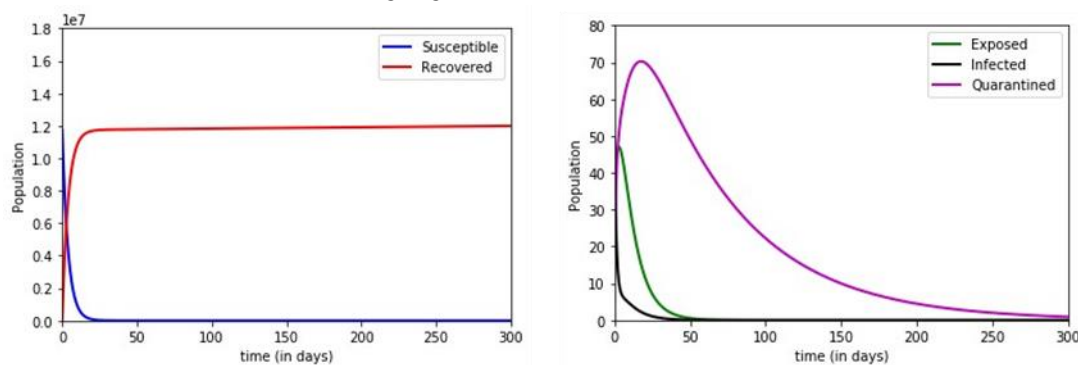 1e7
1.8
1.6
1.4
1.2
1.0
0.8
0.6
0.4
0.2
0.0
Population
Susceptible
Recovered
0 50 100 150 200 250 300
time (in days)
80
70
60
50
40
30
20
10
0
Population
Exposed
Infected
Quarantined
0 50 100 150 200 250 300
time (in days)